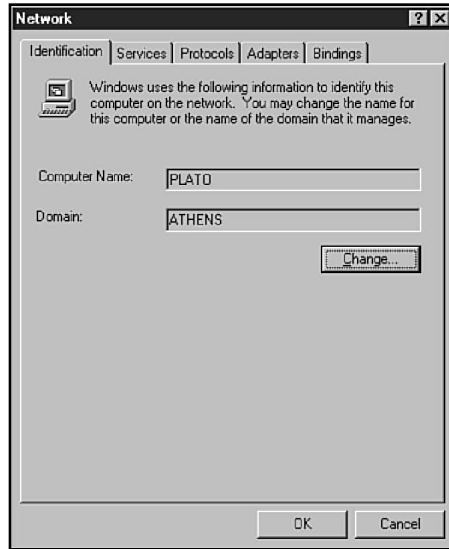 Network
Identification Services Protocols Adapters Bindings
Windows uses the following information to identify this
computer on the network. You may change the name for
this computer or the name of the domain that it manages.
Computer Name: PLATO
Domain: ATHENS
Change...
OK Cancel